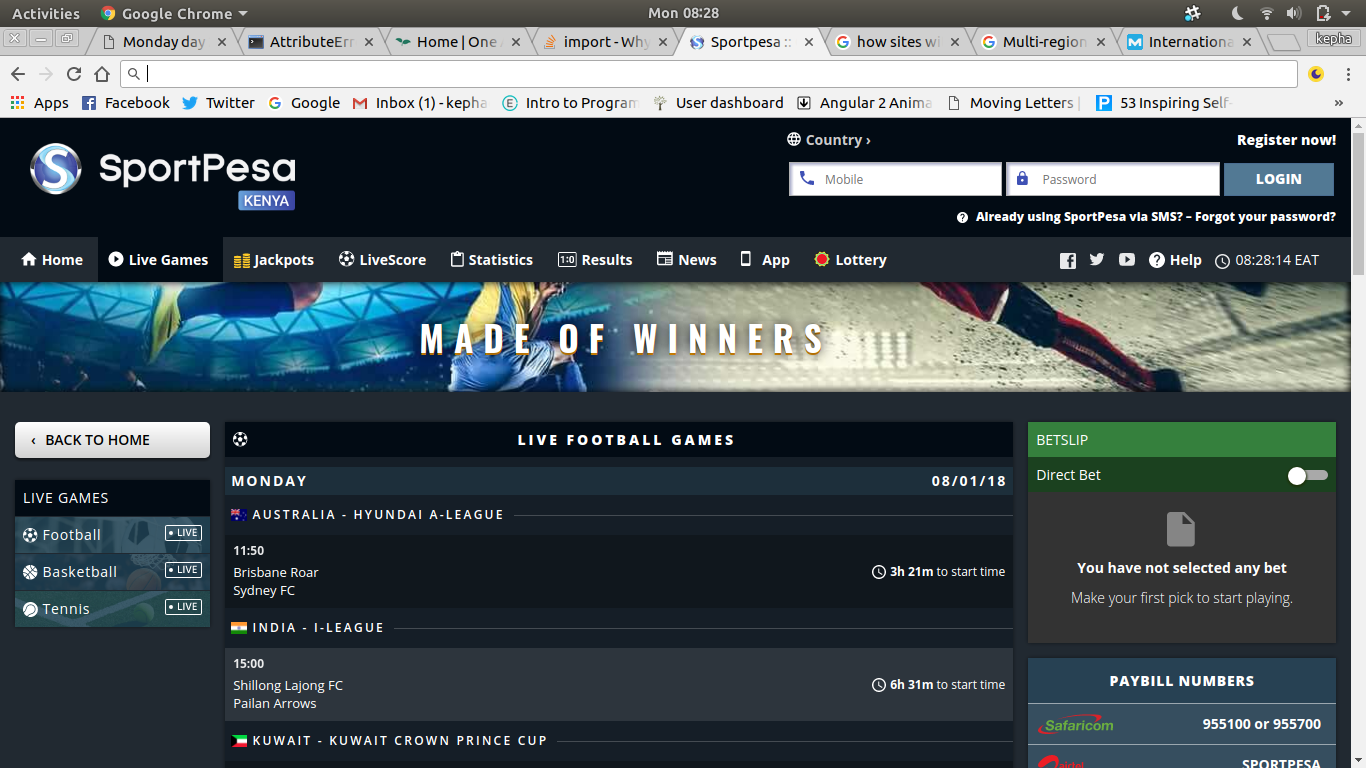 Activities
Google Chrome
Mon 08:28
Monday day
AttributeErr
Home | One
import - Why
Sportpesa ::
how sites wi
Multi-region
Internationa
kepha
Apps
Facebook
Twitter
Google
Inbox (1) - kepha
Intro to Program
User dashboard
Angular 2 Anima
Moving Letters |
53 Inspiring Self-
»
SportPesa
KENYA
Country ›
Register now!
Mobile
Password
LOGIN
Already using SportPesa via SMS? – Forgot your password?
Home
Live Games
Jackpots
LiveScore
Statistics
1:0 Results
News
App
Lottery
Help
08:28:14 EAT
MADE OF WINNERS
‹ BACK TO HOME
LIVE GAMES
Football
• LIVE
Basketball
• LIVE
Tennis
• LIVE
LIVE FOOTBALL GAMES
MONDAY
08/01/18
AUSTRALIA - HYUNDAI A-LEAGUE
11:50
Brisbane Roar
Sydney FC
3h 21m to start time
INDIA - I-LEAGUE
15:00
Shillong Lajong FC
Pailan Arrows
6h 31m to start time
KUWAIT - KUWAIT CROWN PRINCE CUP
BETSLIP
Direct Bet
You have not selected any bet
Make your first pick to start playing.
PAYBILL NUMBERS
Safaricom
955100 or 955700
airtel
SPORTPESA